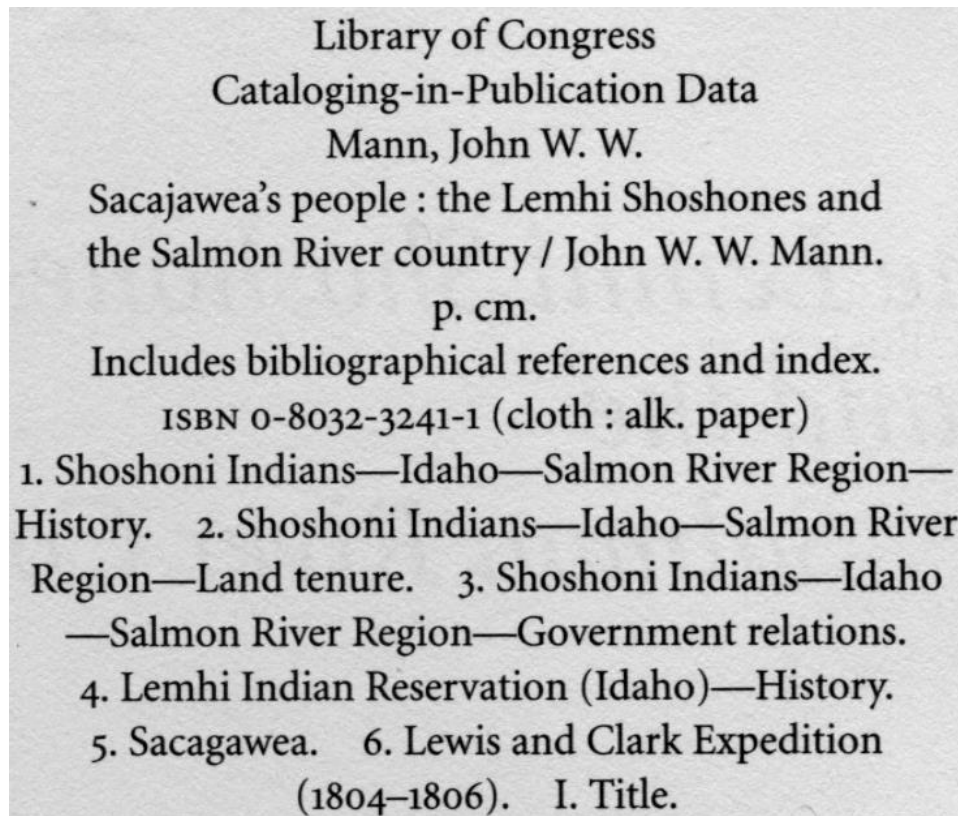 Library of Congress
Cataloging-in-Publication Data
Mann, John W. W.
Sacajawea’s people : the Lemhi Shoshones and
the Salmon River country / John W. W. Mann.
p. cm.
Includes bibliographical references and index.
ISBN 0-8032-3241-1 (cloth : alk. paper)
1. Shoshoni Indians—Idaho—Salmon River Region—
History. 2. Shoshoni Indians—Idaho—Salmon River
Region—Land tenure. 3. Shoshoni Indians—Idaho
—Salmon River Region—Government relations.
4. Lemhi Indian Reservation (Idaho)—History.
5. Sacagawea. 6. Lewis and Clark Expedition
(1804–1806). I. Title.